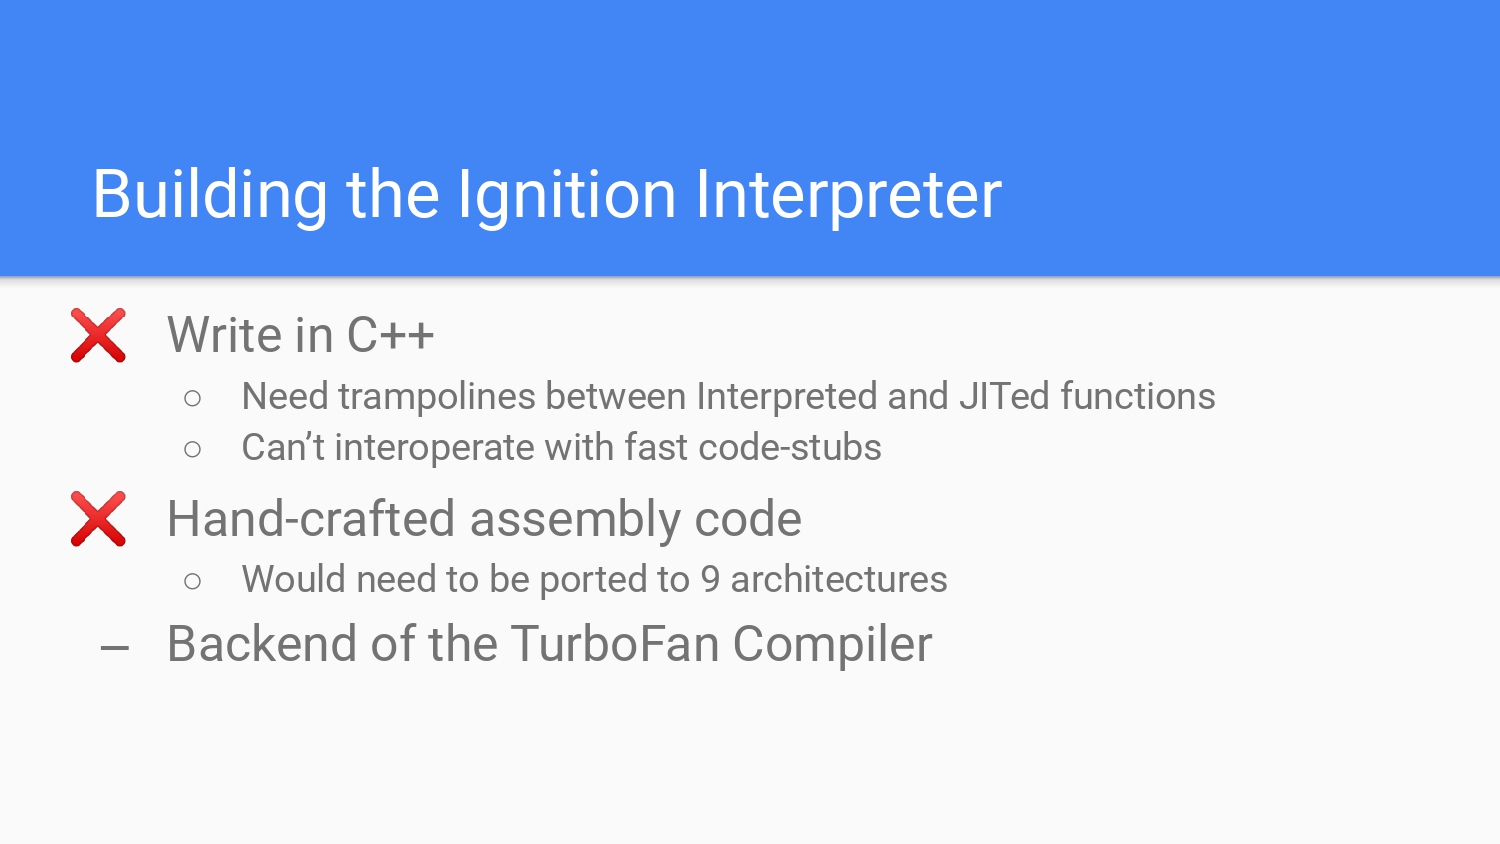 Building the Ignition Interpreter
❌ Write in C++
○ Need trampolines between Interpreted and JITed functions
○ Can’t interoperate with fast code-stubs
❌ Hand-crafted assembly code
○ Would need to be ported to 9 architectures
– Backend of the TurboFan Compiler